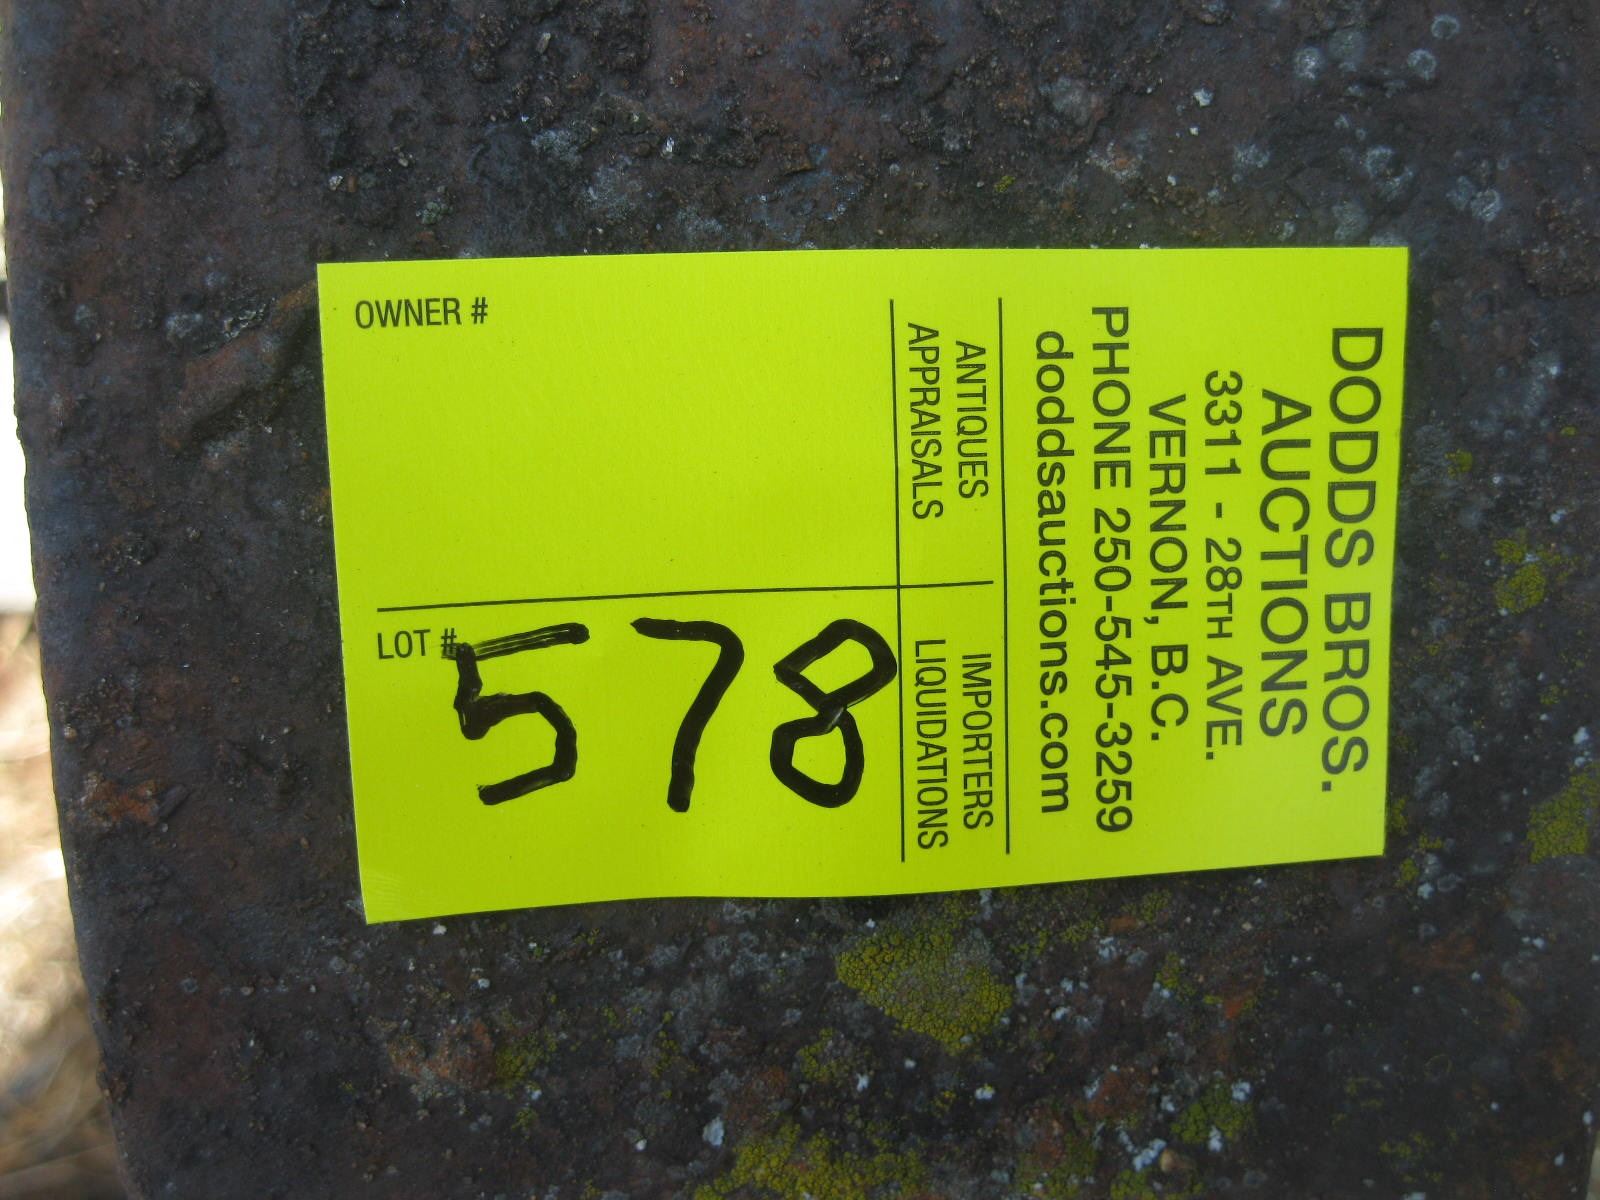 DODDS BROS.
AUCTIONS
3311 - 28TH AVE.
VERNON, B.C.
PHONE 250-545-3259
doddsauctions.com
ANTIQUES
APPRAISALS
IMPORTERS
LIQUIDATIONS
OWNER #
LOT #
578